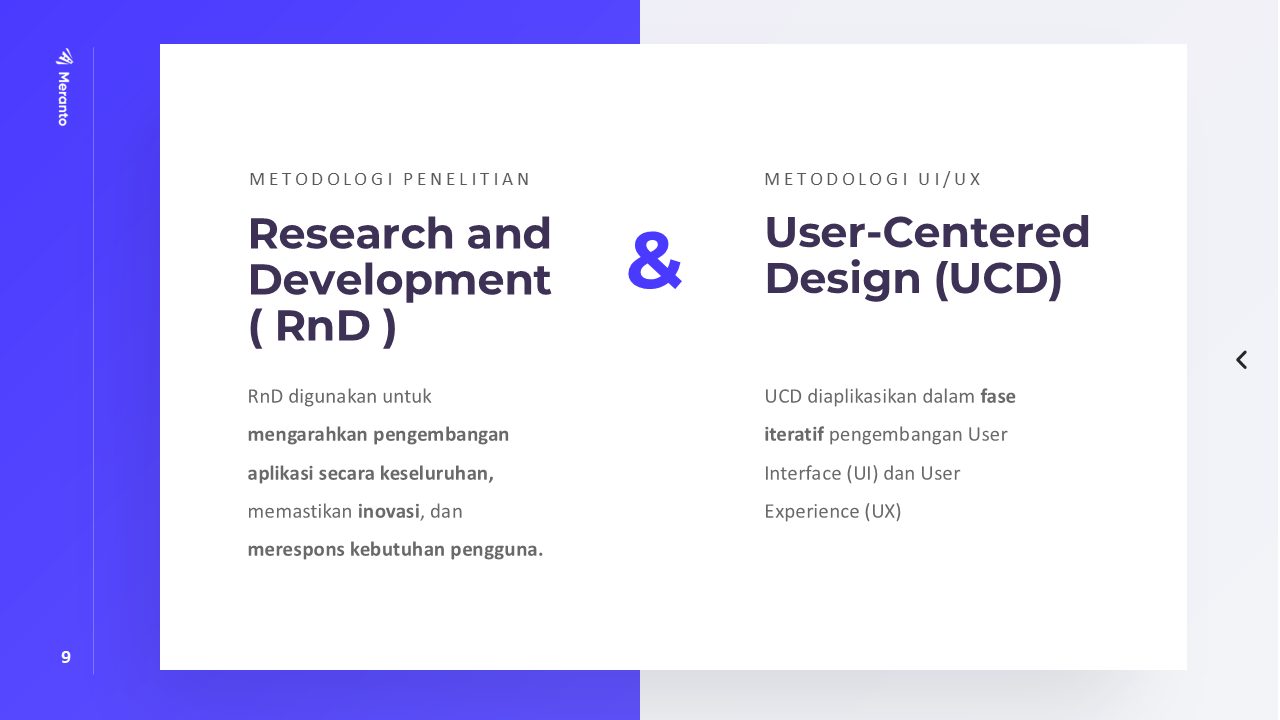 Meranto
METODOLOGI PENELITIAN
Research and
Development
( RnD )
RnD digunakan untuk
mengarahkan pengembangan
aplikasi secara keseluruhan,
memastikan inovasi, dan
merespons kebutuhan pengguna.
&
METODOLOGI UI/UX
User-Centered
Design (UCD)
UCD diaplikasikan dalam fase
iteratif pengembangan User
Interface (UI) dan User
Experience (UX)
9